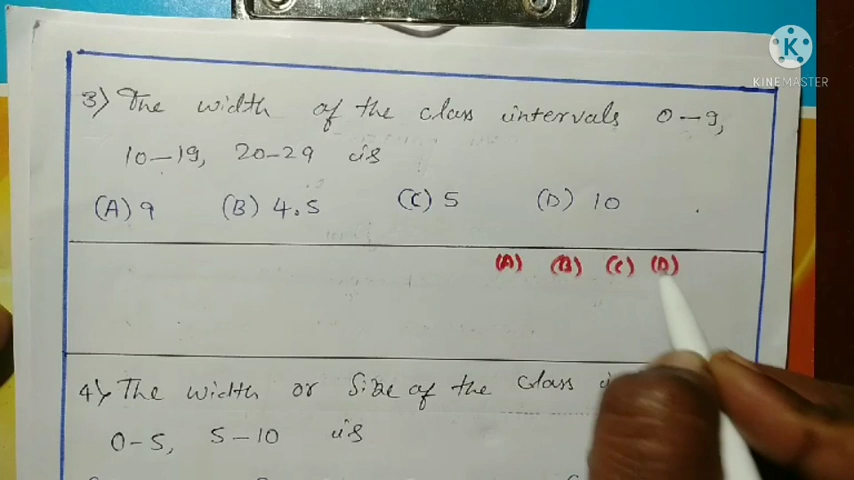 K
KINEMASTER
3) The width of the class intervals 0-9,
10-19, 20-29 is
(A) 9 (B) 4.5 (C) 5 (D) 10
(A) (B) (C) (D)
4) The width or Size of the class
0-5, 5-10 is